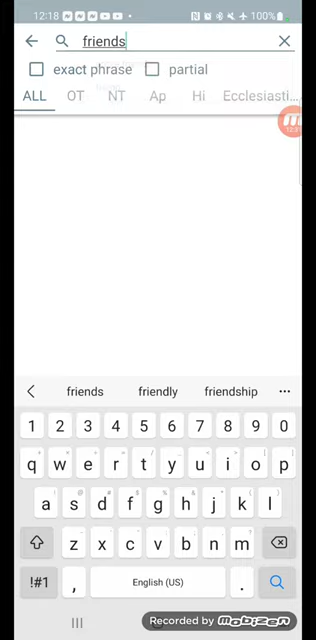 12:18 100%
friends
exact phrase partial
ALL OT NT Ap Hi Ecclesiasti...
friends friendly friendship ...
1 2 3 4 5 6 7 8 9 0
q w e r t y u i o p
a s d f g h j k l
z x c v b n m
!#1 , English (US) .
Recorded by mobizen